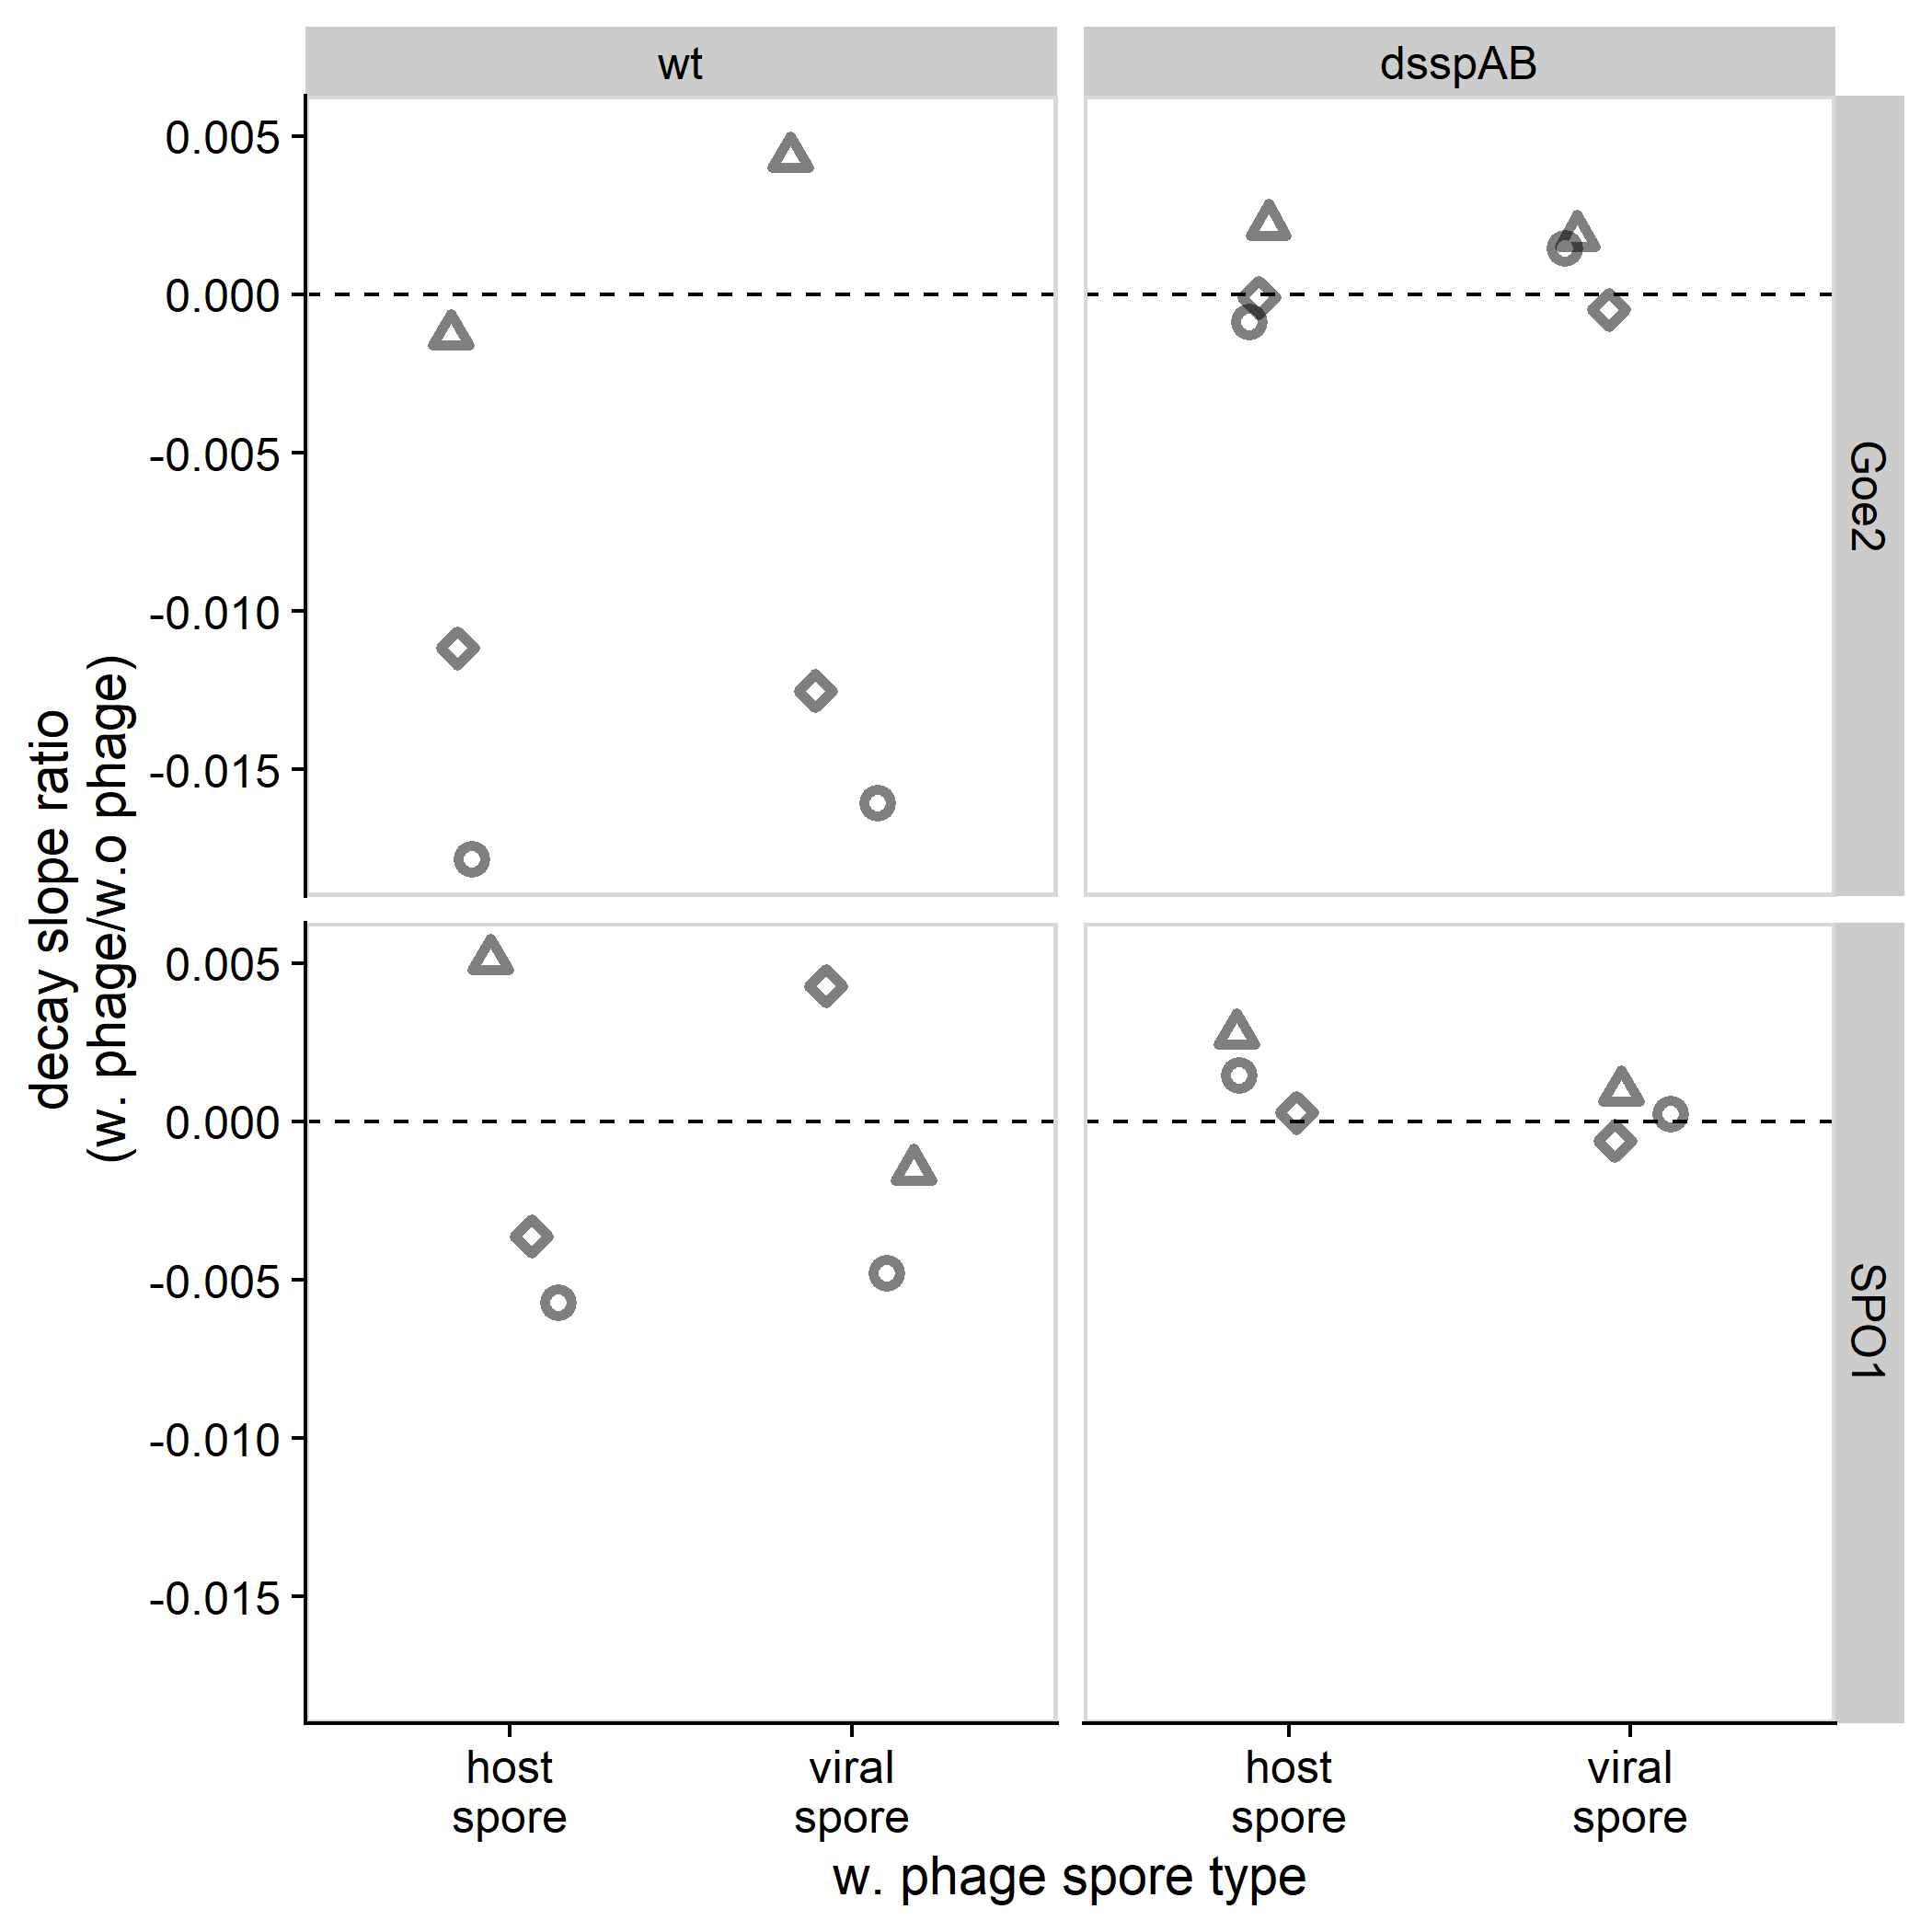 wt
dsspAB
0.005
0.000
-0.005
-0.010
-0.015
Goe2
0.005
0.000
-0.005
-0.010
-0.015
SPO1
decay slope ratio
(w. phage/w.o phage)
host
spore
viral
spore
host
spore
viral
spore
w. phage spore type